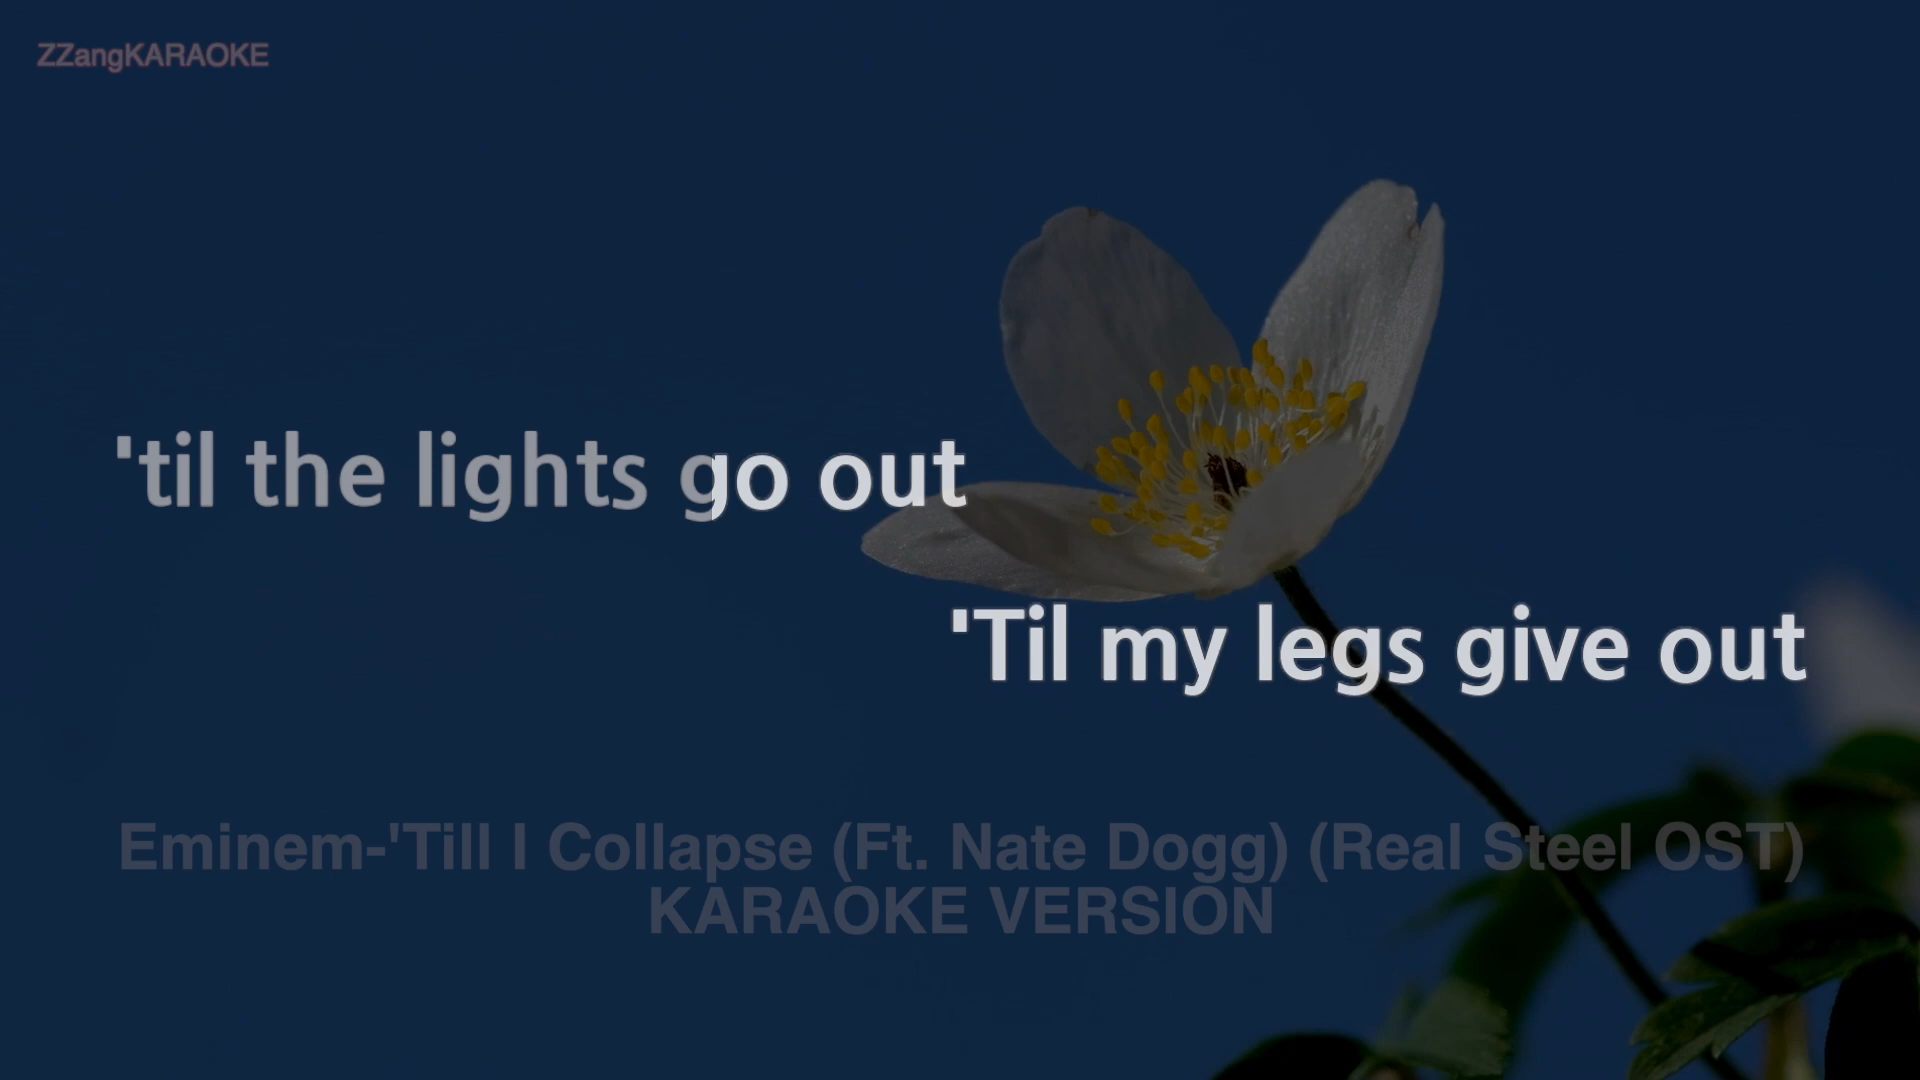 ZZangKARAOKE
'til the lights go out
'Til my legs give out
Eminem-'Till I Collapse (Ft. Nate Dogg) (Real Steel OST)
KARAOKE VERSION